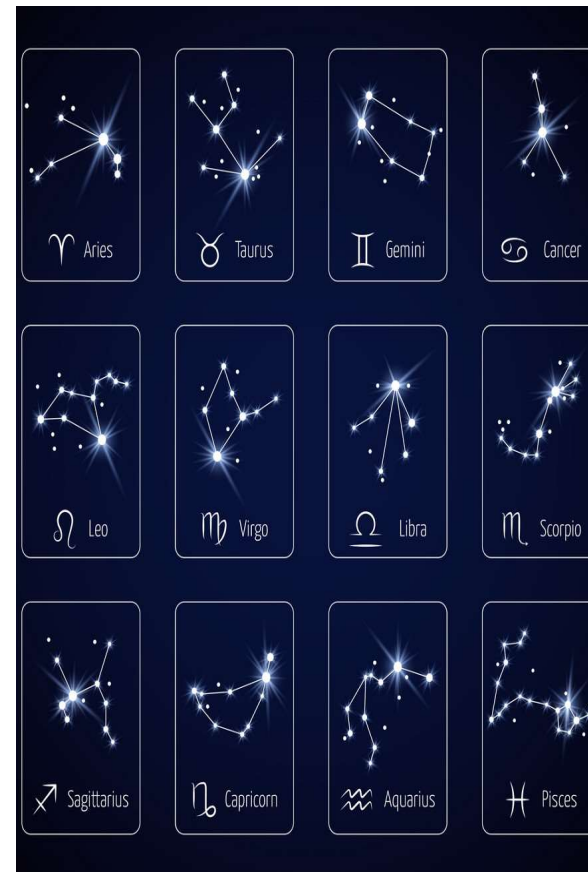 ♈ Aries
♉ Taurus
♊ Gemini
♋ Cancer
♌ Leo
♍ Virgo
♎ Libra
♏ Scorpio
♐ Sagittarius
♑ Capricorn
♒ Aquarius
♓ Pisces